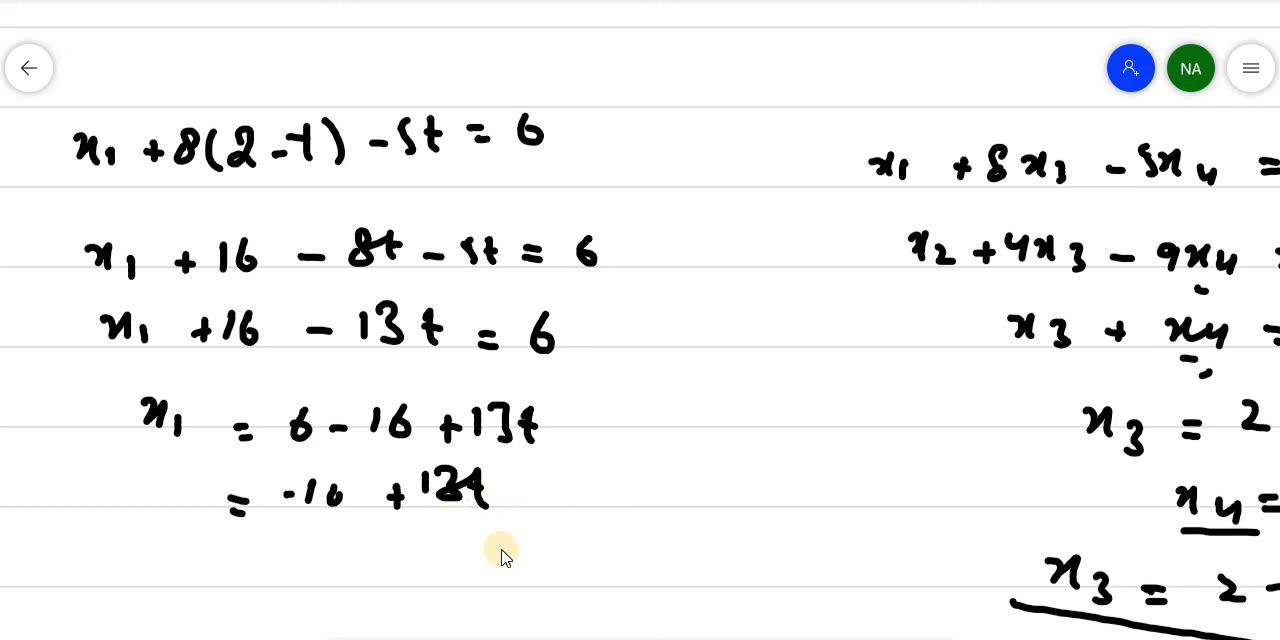 NA
x₁ + 8(2 - t) - 5t = 6
x₁ + 16 - 8t - 5t = 6
x₁ + 16 - 13t = 6
x₁ = 6 - 16 + 13t
= -10 + 13t
x₁ + 8x₃ - 5x₄ =
x₂ + 4x₃ - 9x₄
x₃ + x₄ =
x₃ = 2
x₄ =
x₃ = 2 -